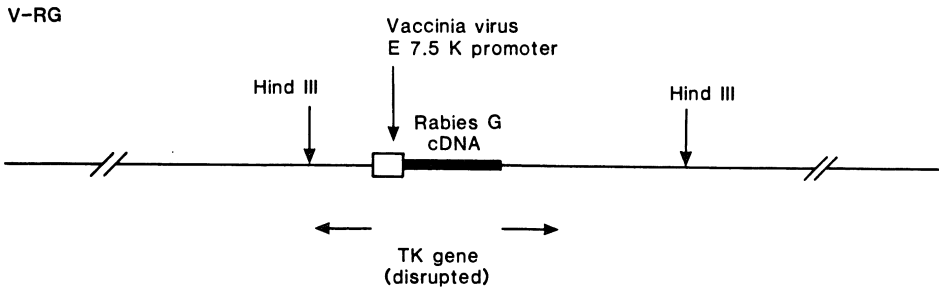 V-RG
Vaccinia virus
E 7.5 K promoter
Hind III
Hind III
Rabies G
cDNA
TK gene
(disrupted)